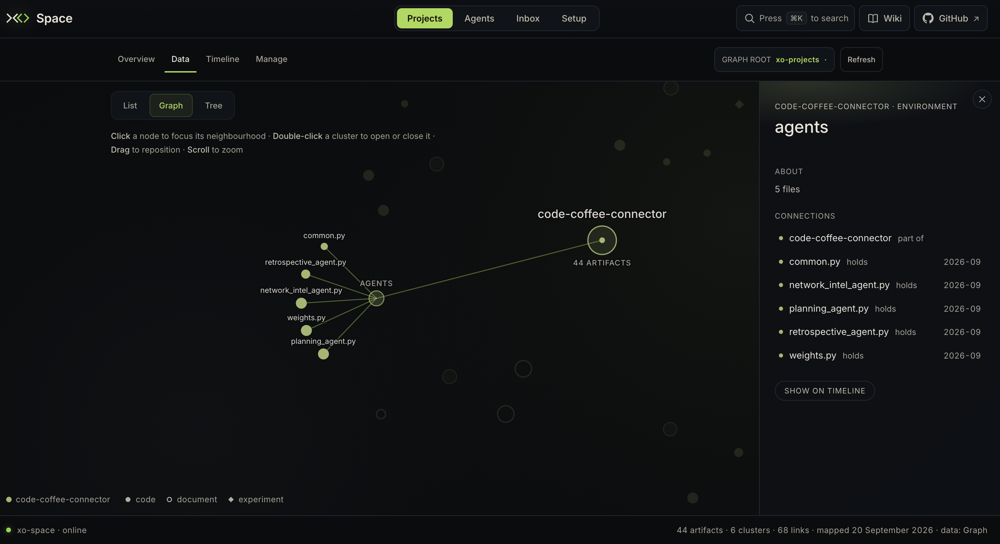 Space
Projects
Agents
Inbox
Setup
Press ⌘K to search
Wiki
GitHub ↗
Overview
Data
Timeline
Manage
GRAPH ROOT xo-projects
Refresh
List
Graph
Tree
Click a node to focus its neighbourhood · Double-click a cluster to open or close it ·
Drag to reposition · Scroll to zoom
code-coffee-connector
44 ARTIFACTS
common.py
retrospective_agent.py
AGENTS
network_intel_agent.py
weights.py
planning_agent.py
CODE-COFFEE-CONNECTOR · ENVIRONMENT
agents
ABOUT
5 files
CONNECTIONS
code-coffee-connector part of
common.py holds 2026-09
network_intel_agent.py holds 2026-09
planning_agent.py holds 2026-09
retrospective_agent.py holds 2026-09
weights.py holds 2026-09
SHOW ON TIMELINE
code-coffee-connector
code
document
experiment
xo-space · online
44 artifacts · 6 clusters · 68 links · mapped 20 September 2026 · data: Graph